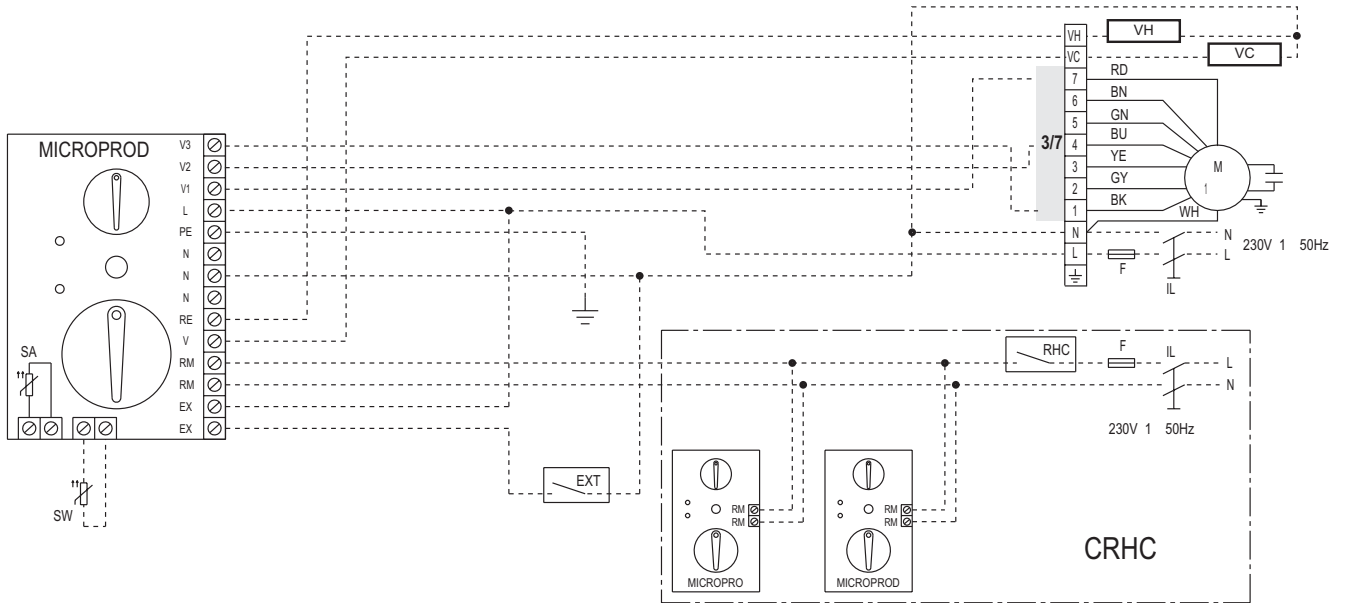 MICROPROD
V3
V2
V1
L
PE
N
N
N
RE
V
RM
RM
EX
EX
SA
SW
EXT
VH
VC
VH
VC
7
6
5
4
3
2
1
N
L
3/7
RD
BN
GN
BU
YE
GY
BK
WH
M
1
N
L
230V 1 50Hz
F
IL
RHC
F
IL
L
N
230V 1 50Hz
RM
RM
MICROPRO
RM
RM
MICROPROD
CRHC